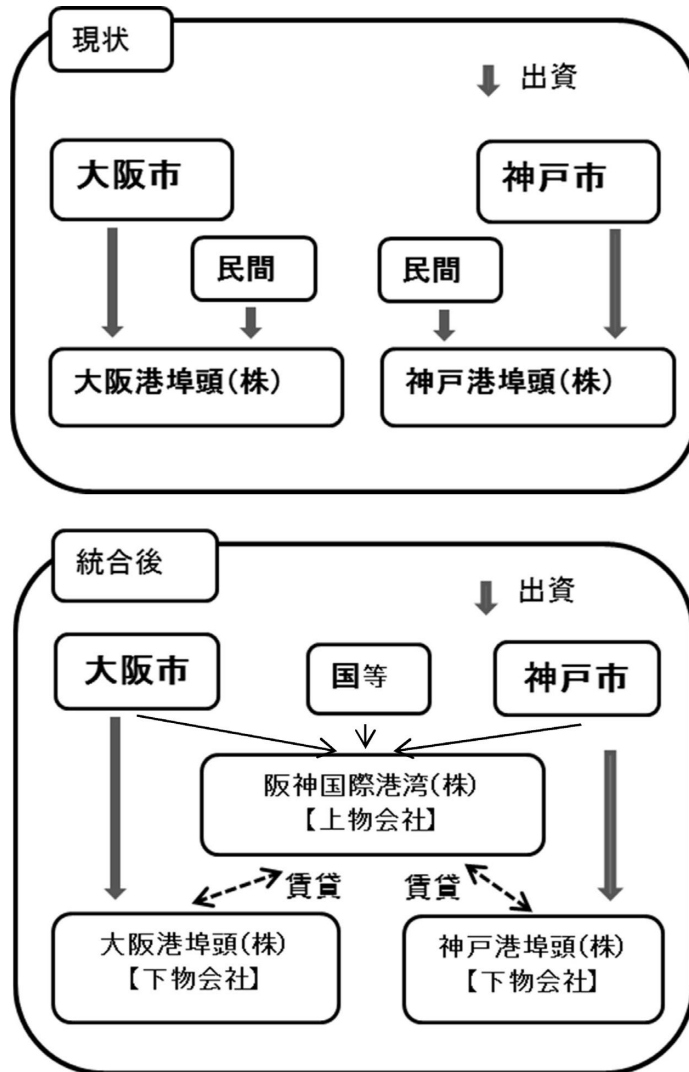 現状
出資
大阪市
神戸市
民間
民間
大阪港埠頭(株)
神戸港埠頭(株)
統合後
出資
大阪市
国等
神戸市
阪神国際港湾(株)
【上物会社】
賃貸
賃貸
大阪港埠頭(株)
【下物会社】
神戸港埠頭(株)
【下物会社】